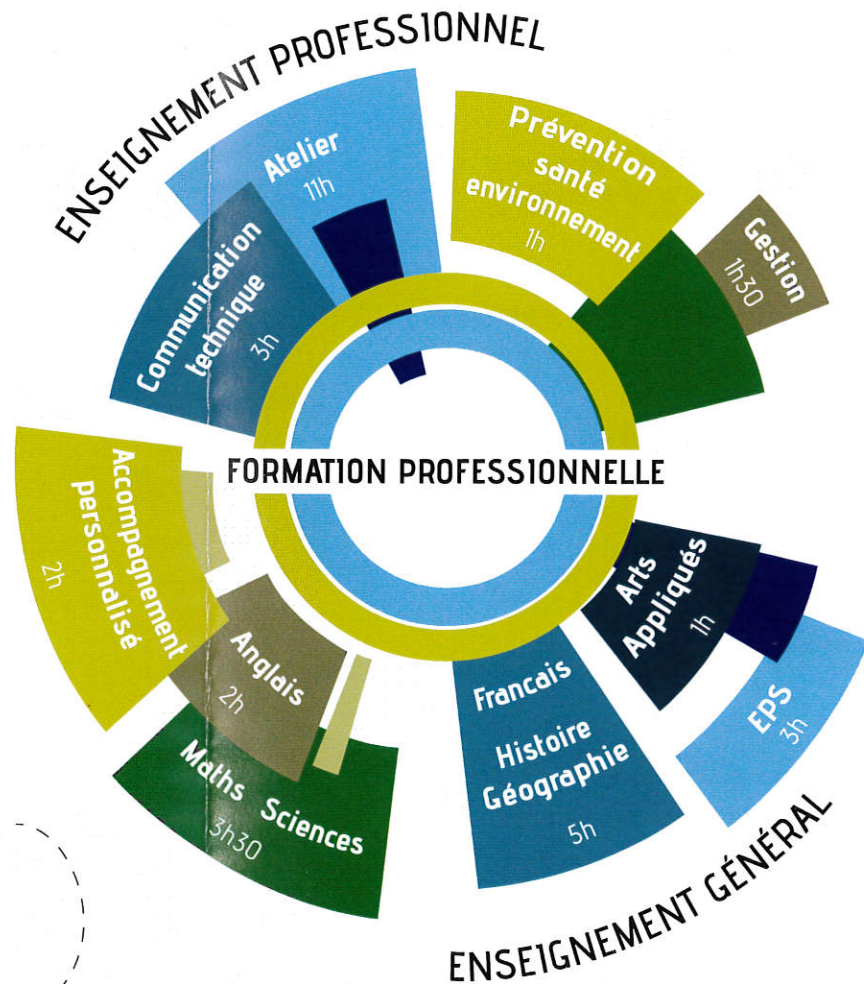 ENSEIGNEMENT PROFESSIONNEL
Atelier
11h
Prévention
santé
environnement
1h
Gestion
1h30
Communication
technique
3h
FORMATION PROFESSIONNELLE
Accompagnement
personnalisé
2h
Anglais
2h
Maths Sciences
3h30
Francais
Histoire
Géographie
5h
Arts
Appliqués
1h
EPS
3h
ENSEIGNEMENT GÉNÉRAL